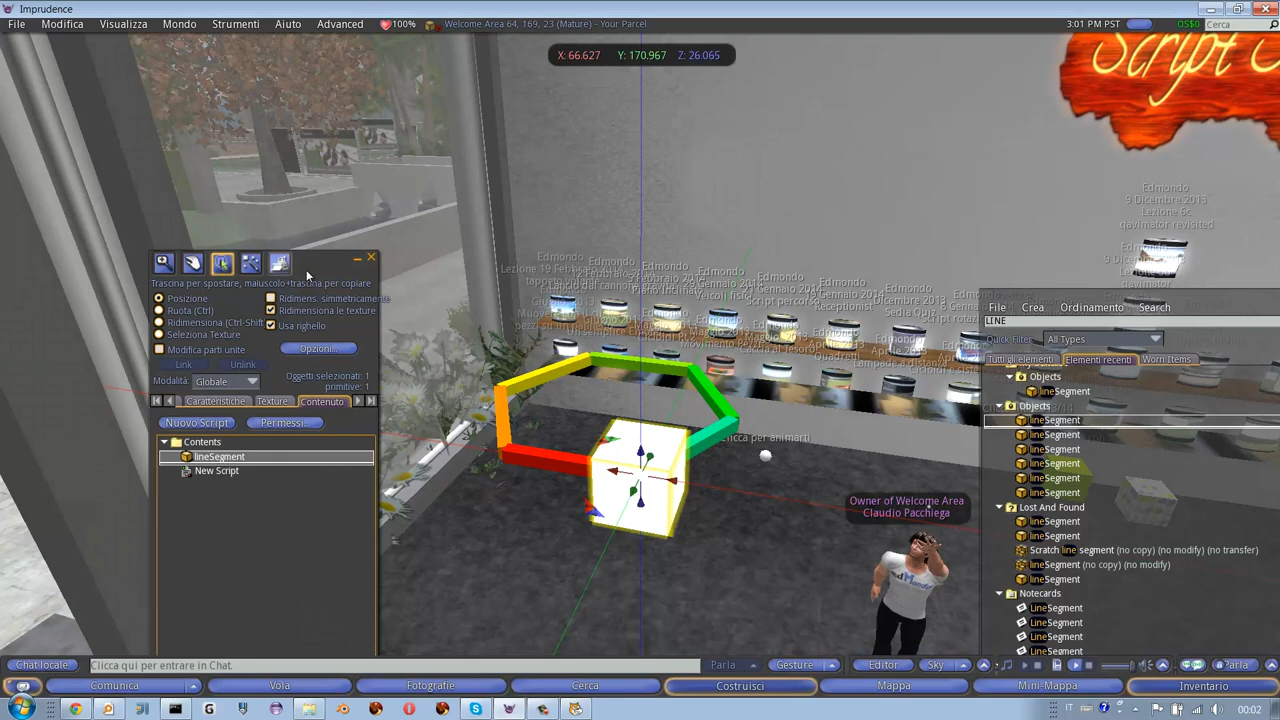 Imprudence
File Modifica Visualizza Mondo Strumenti Aiuto Advanced 100% Welcome Area 64, 169, 23 (Mature) - Your Parcel 3:01 PM PST OS$0 Cerca
X: 66.627 Y: 170.967 Z: 26.065
Script
Edmondo
9 Dicembre 2013
Lezione 6c
qavimator revisited
Trascina per spostare, maiuscolo+trascina per copiare
Posizione
Ruota (Ctrl)
Ridimensiona (Ctrl-Shift
Seleziona Texture
Ridimens. simmetricamente
Ridimensiona le texture
Usa righello
Modifica parti unite
Opzioni...
Link Unlink
Oggetti selezionati: 1
primitive: 1
Modalità: Globale
Caratteristiche Texture Contenuto
Nuovo Script Permessi...
Contents
lineSegment
New Script
Clicca per animarti
Owner of Welcome Area
Claudio Pacchiega
File Crea Ordinamento Search
LINE
Quick Filter: All Types
Tutti gli elementi Elementi recenti Worn Items
Objects
lineSegment
Objects
lineSegment
lineSegment
lineSegment
lineSegment
lineSegment
lineSegment
Lost And Found
lineSegment
lineSegment
Scratch line segment (no copy) (no modify) (no transfer)
lineSegment (no copy) (no modify)
lineSegment
Notecards
LineSegment
LineSegment
LineSegment
LineSegment
Chat locale Clicca qui per entrare in Chat. Parla Gesture Editor Sky Parla
Comunica Vola Fotografie Cerca Costruisci Mappa Mini-Mappa Inventario
IT 00:02